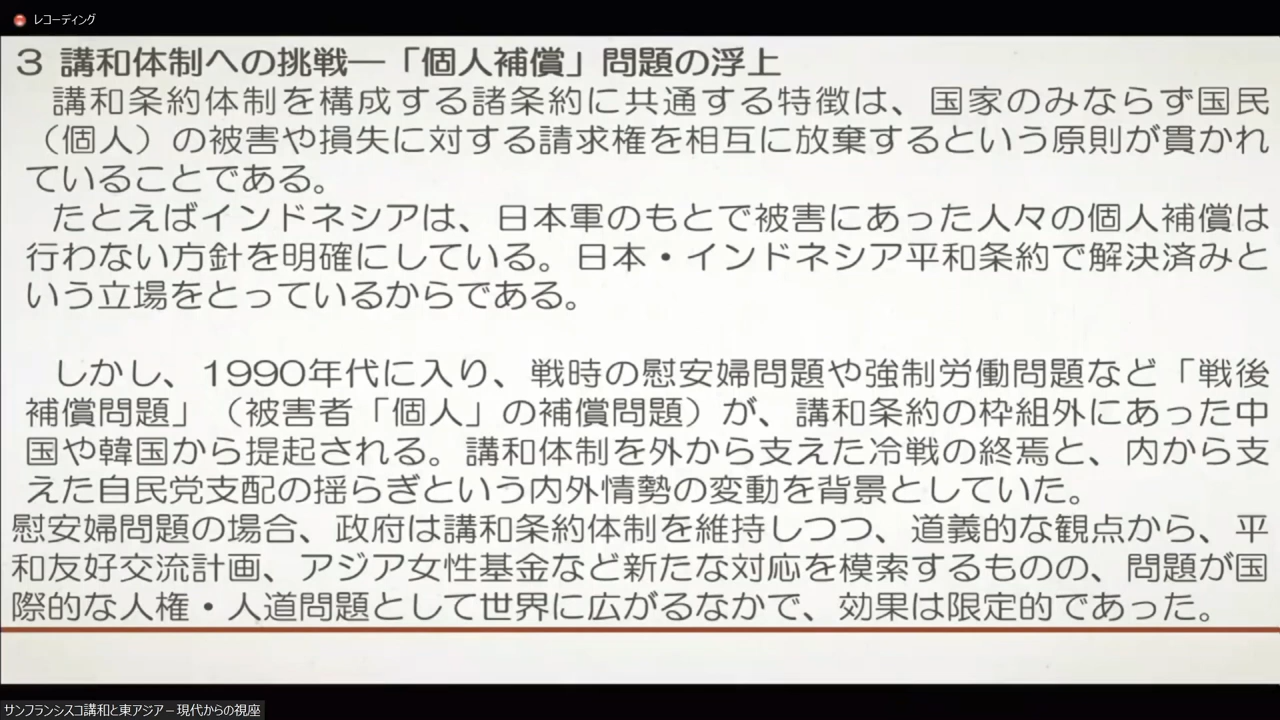 レコーディング
3 講和体制への挑戦―「個人補償」問題の浮上
講和条約体制を構成する諸条約に共通する特徴は、国家のみならず国民
（個人）の被害や損失に対する請求権を相互に放棄するという原則が貫かれ
ていることである。
たとえばインドネシアは、日本軍のもとで被害にあった人々の個人補償は
行わない方針を明確にしている。日本・インドネシア平和条約で解決済みと
いう立場をとっているからである。
しかし、1990年代に入り、戦時の慰安婦問題や強制労働問題など「戦後
補償問題」（被害者「個人」の補償問題）が、講和条約の枠組外にあった中
国や韓国から提起される。講和体制を外から支えた冷戦の終焉と、内から支
えた自民党支配の揺らぎという内外情勢の変動を背景としていた。
慰安婦問題の場合、政府は講和条約体制を維持しつつ、道義的な観点から、平
和友好交流計画、アジア女性基金など新たな対応を模索するものの、問題が国
際的な人権・人道問題として世界に広がるなかで、効果は限定的であった。
サンフランシスコ講和と東アジアー現代からの視座